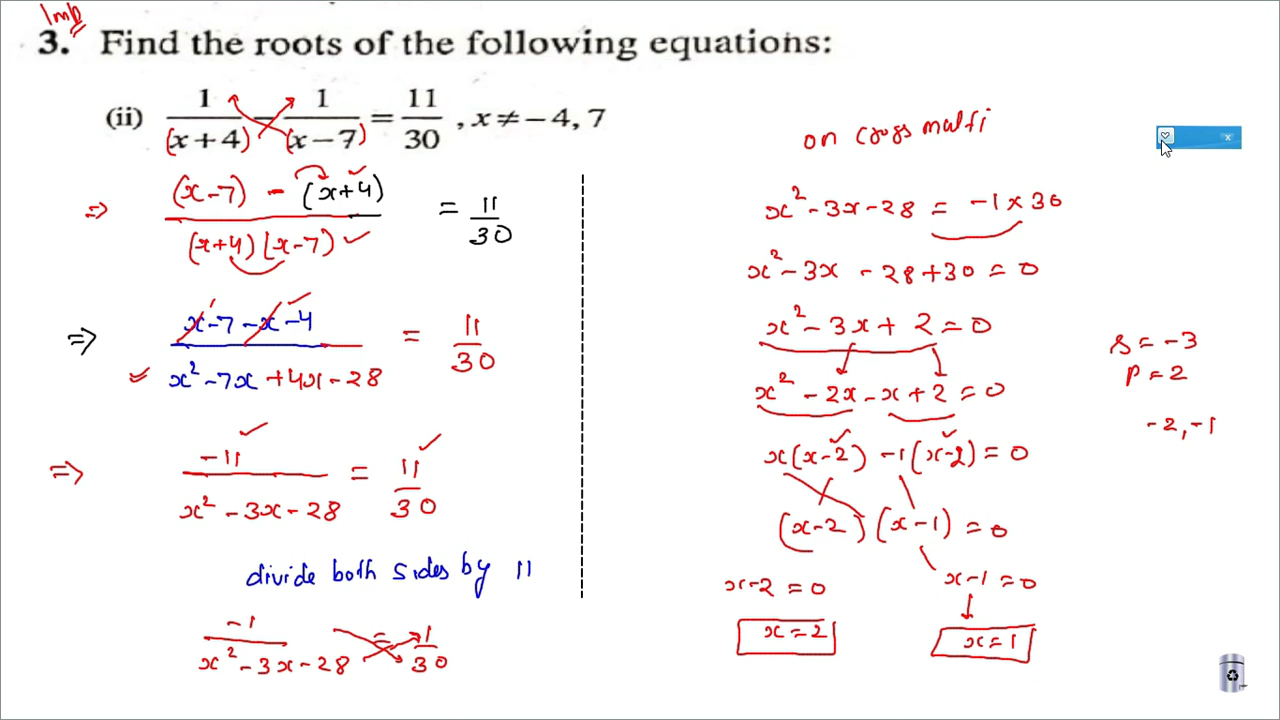 Imp
3. Find the roots of the following equations:
(ii) 1/(x+4) - 1/(x-7) = 11/30 , x ≠ -4, 7
⇒ (x-7) - (x+4) / (x+4)(x-7) = 11/30
⇒ x-7-x-4 / x²-7x+4x-28 = 11/30
⇒ -11 / x²-3x-28 = 11/30
divide both sides by 11
-1 / x²-3x-28 = 1/30
on cross multi
x²-3x-28 = -1×30
x²-3x-28+30=0
x²-3x+2=0
s=-3
P=2
x²-2x-x+2=0
-2,-1
x(x-2)-1(x-2)=0
(x-2)(x-1)=0
x-2=0 x-1=0
x=2 x=1